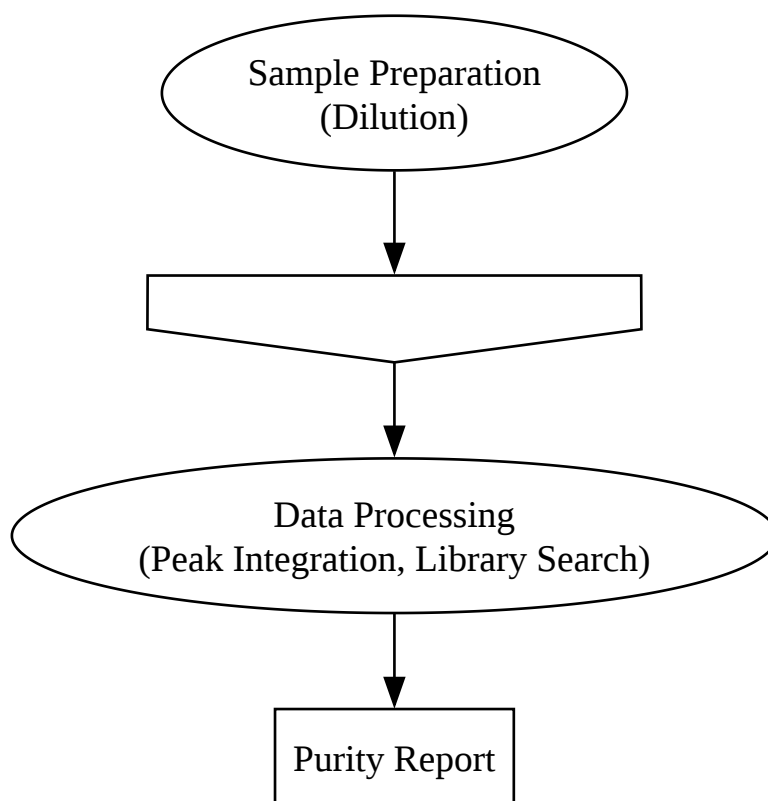 Sample Preparation
(Dilution)
Data Processing
(Peak Integration, Library Search)
Purity Report